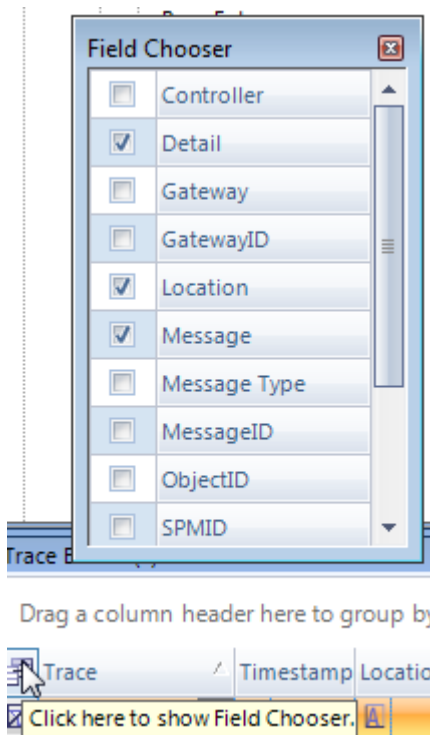 Field Chooser
Controller
Detail
Gateway
GatewayID
Location
Message
Message Type
MessageID
ObjectID
SPMID
Trace
Drag a column header here to group by
Trace
Timestamp
Click here to show Field Chooser.